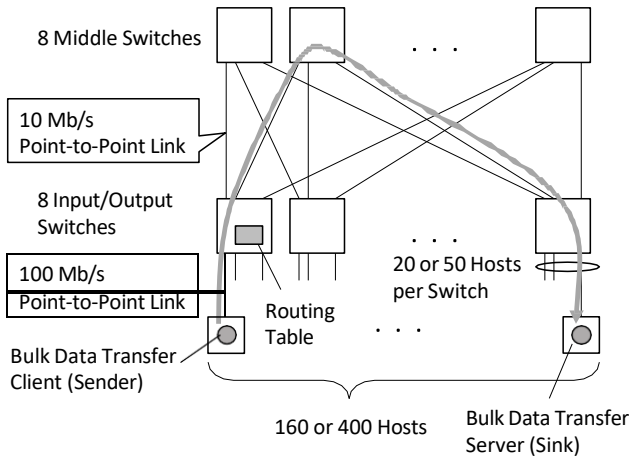 8 Middle Switches
. . .
10 Mb/s
Point-to-Point Link
8 Input/Output
Switches
. . .
100 Mb/s
Point-to-Point Link
20 or 50 Hosts
per Switch
Routing
Table
. . .
Bulk Data Transfer
Client (Sender)
160 or 400 Hosts
Bulk Data Transfer
Server (Sink)